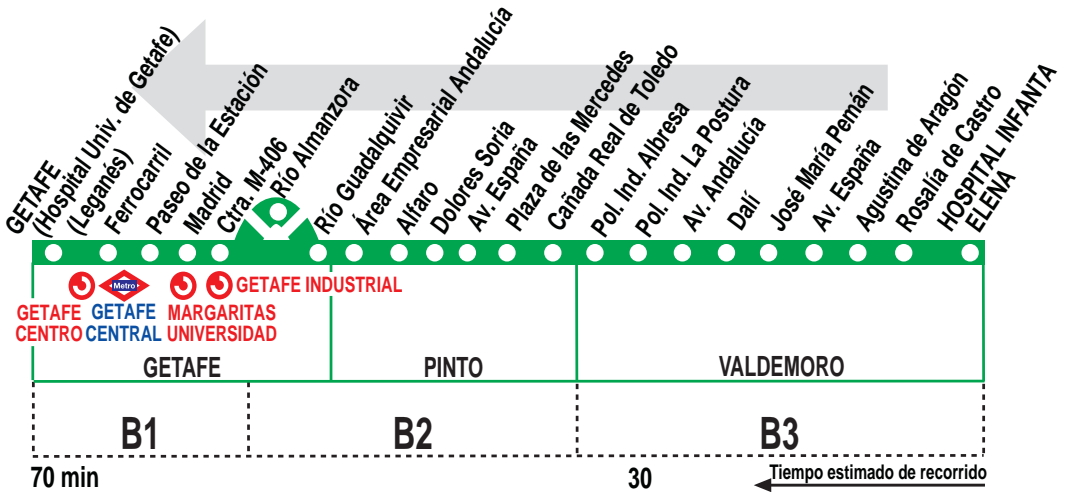 GETAFE
(Hospital Univ. de Getafe)
(Leganés)
Ferrocarril
Paseo de la Estación
Madrid
Ctra. M-406
Río Almanzora
Río Guadalquivir
Área Empresarial Andalucía
Alfaro
Dolores Soria
Av. España
Plaza de las Mercedes
Cañada Real de Toledo
Pol. Ind. Albresa
Pol. Ind. La Postura
Av. Andalucía
Dalí
José María Pemán
Av. España
Agustina de Aragón
Rosalía de Castro
HOSPITAL INFANTA
ELENA
Metro
GETAFE INDUSTRIAL
GETAFE
CENTRO
GETAFE
CENTRAL
MARGARITAS
UNIVERSIDAD
GETAFE
PINTO
VALDEMORO
B1
B2
B3
70 min
30
Tiempo estimado de recorrido